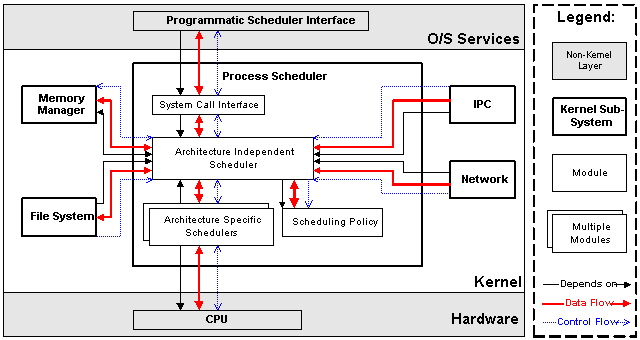 Programmatic Scheduler Interface
O/S Services
Process Scheduler
Memory
Manager
System Call Interface
IPC
Architecture Independent
Scheduler
Network
File System
Architecture Specific
Schedulers
Scheduling Policy
Kernel
CPU
Hardware
Legend:
Non-Kernel
Layer
Kernel Sub-
System
Module
Multiple
Modules
Depends on
Data Flow
Control Flow